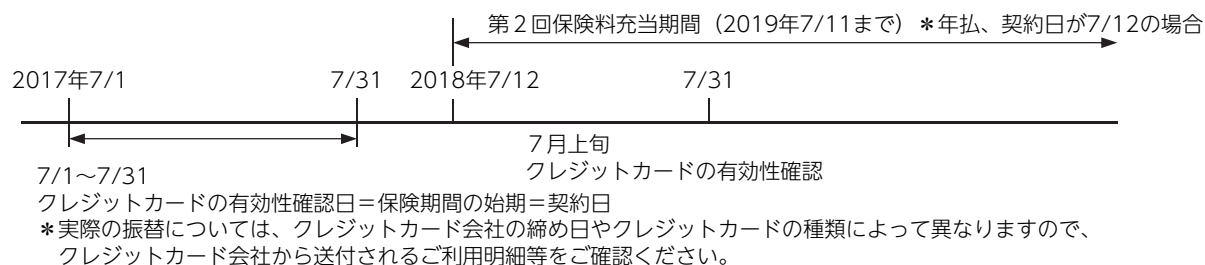 第2回保険料充当期間（2019年7/11まで）＊年払、契約日が7/12の場合
2017年7/1 7/31 2018年7/12 7/31
7月上旬
クレジットカードの有効性確認
7/1～7/31
クレジットカードの有効性確認日＝保険期間の始期＝契約日
＊実際の振替については、クレジットカード会社の締め日やクレジットカードの種類によって異なりますので、
クレジットカード会社から送付されるご利用明細等をご確認ください。